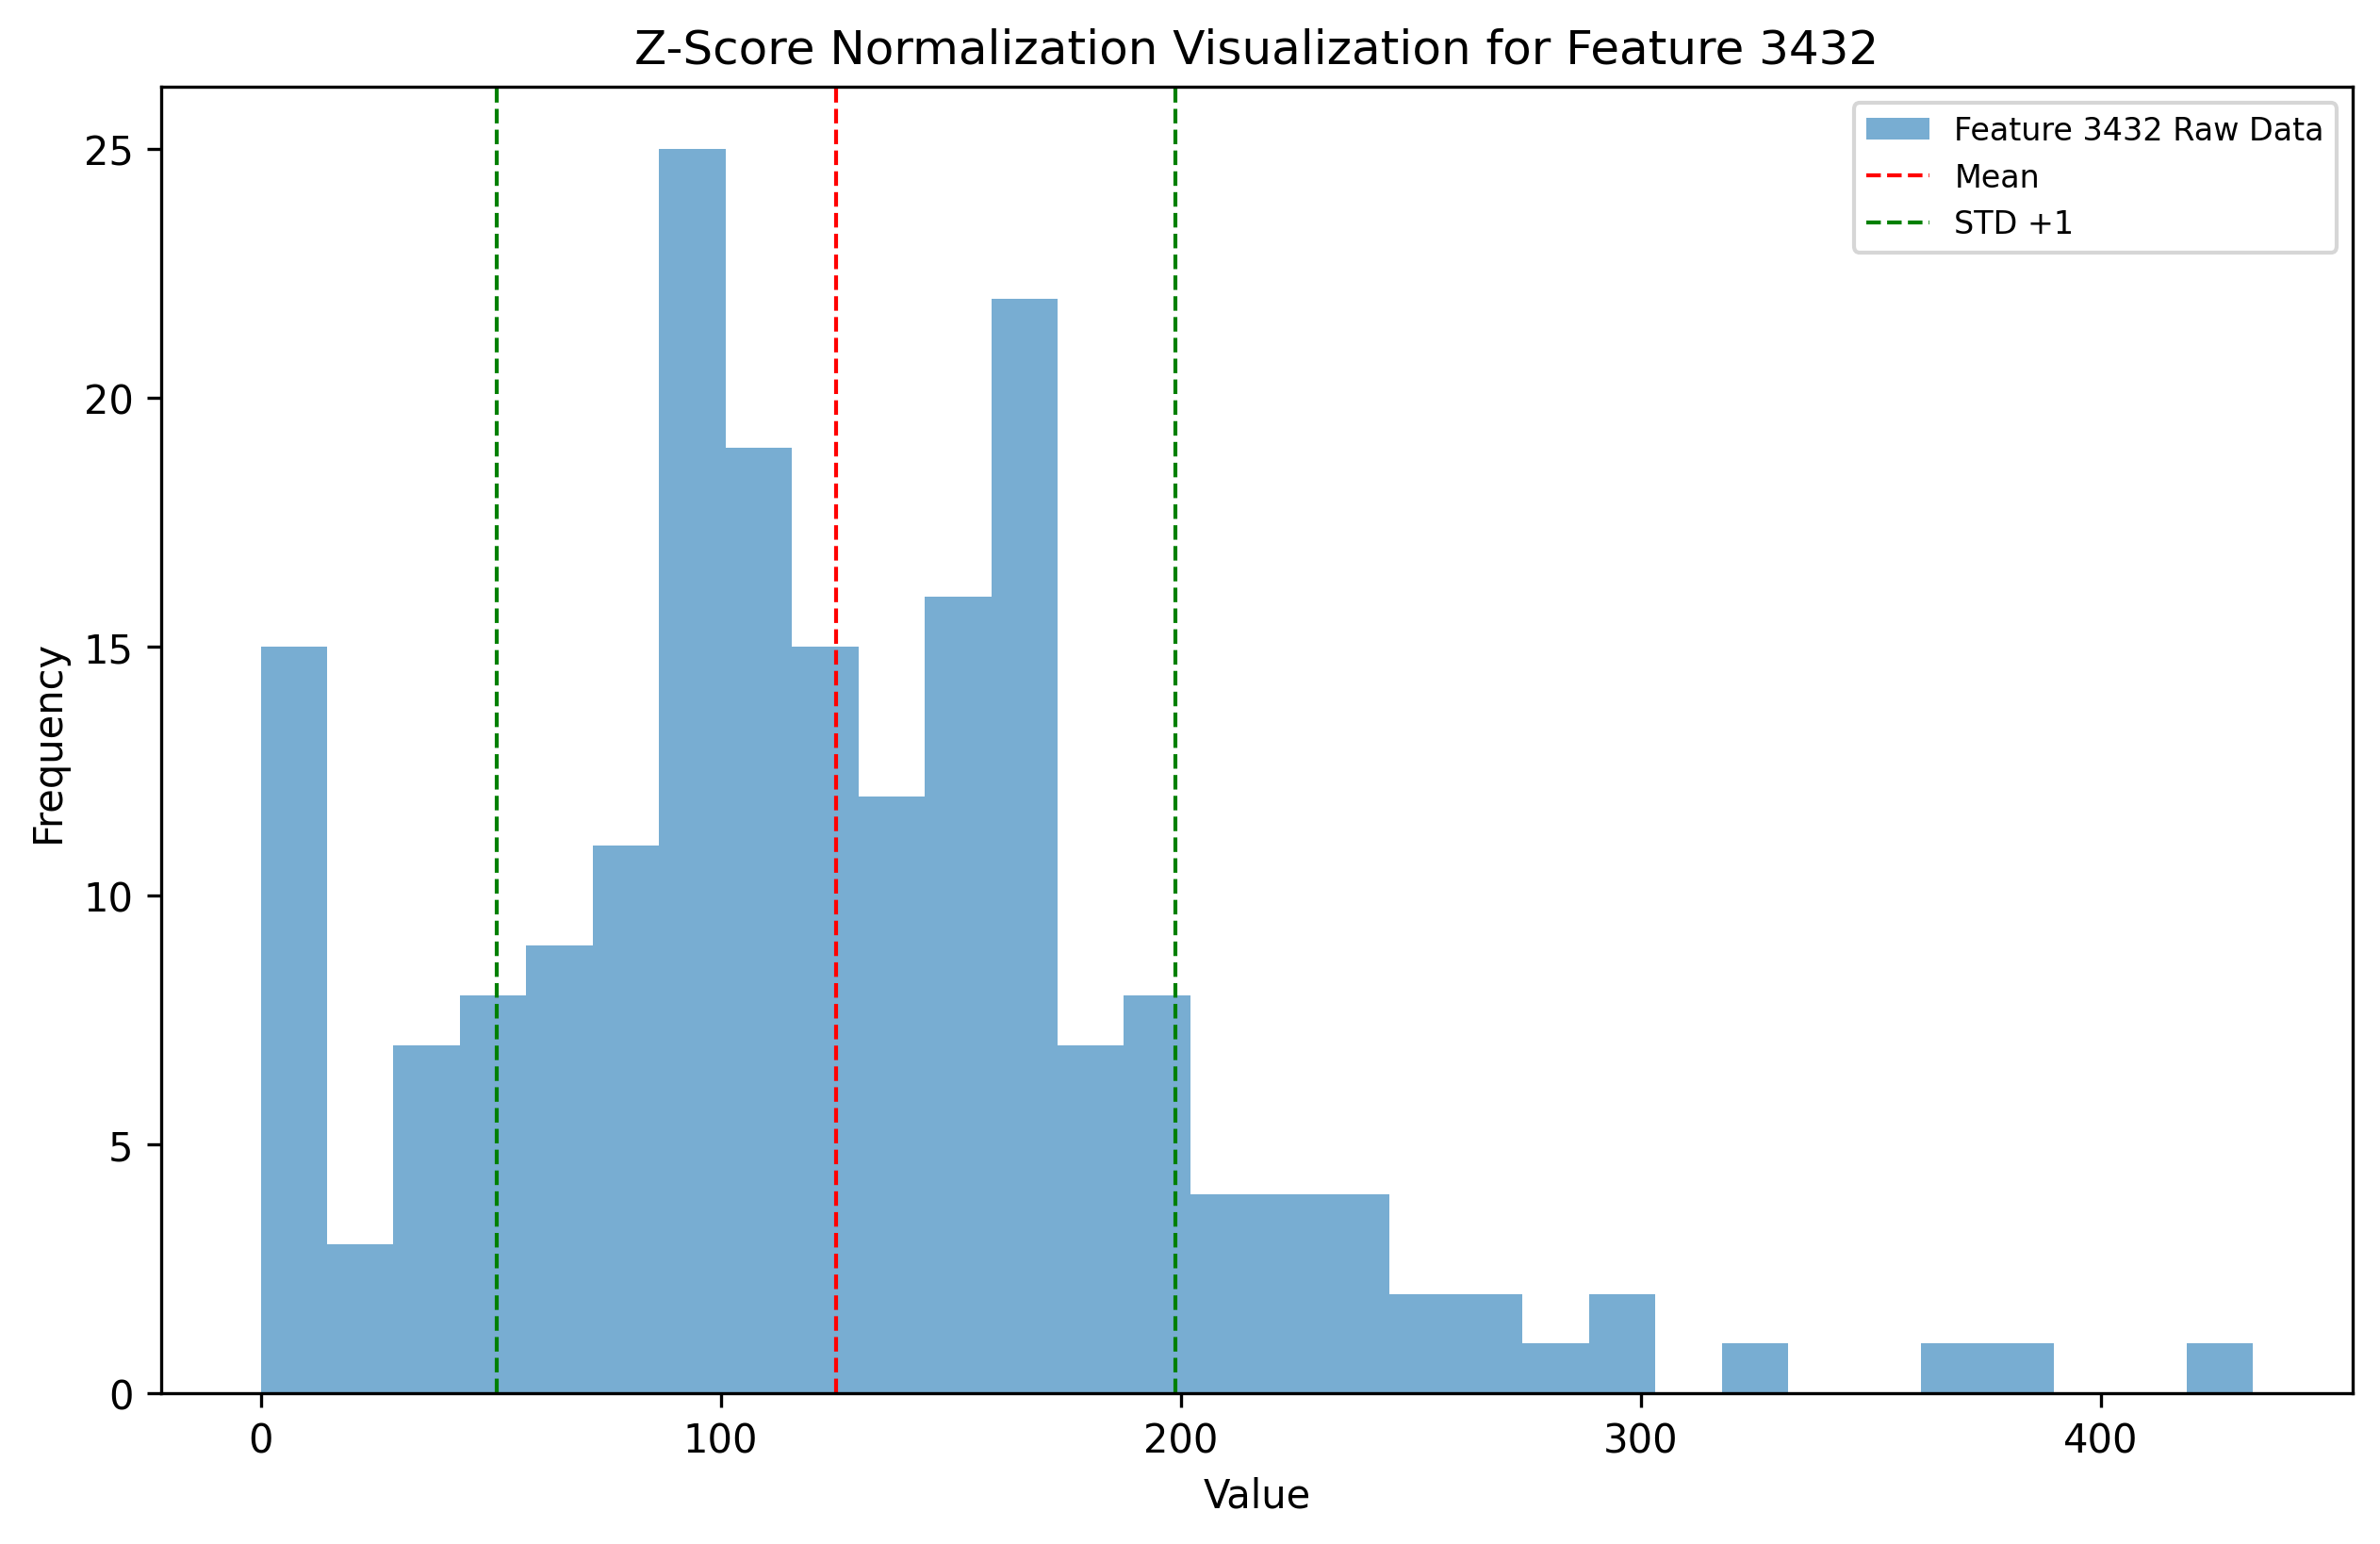 Z-Score Normalization Visualization for Feature 3432
Feature 3432 Raw Data
Mean
STD +1
25
20
15
10
5
0
Frequency
0 100 200 300 400
Value